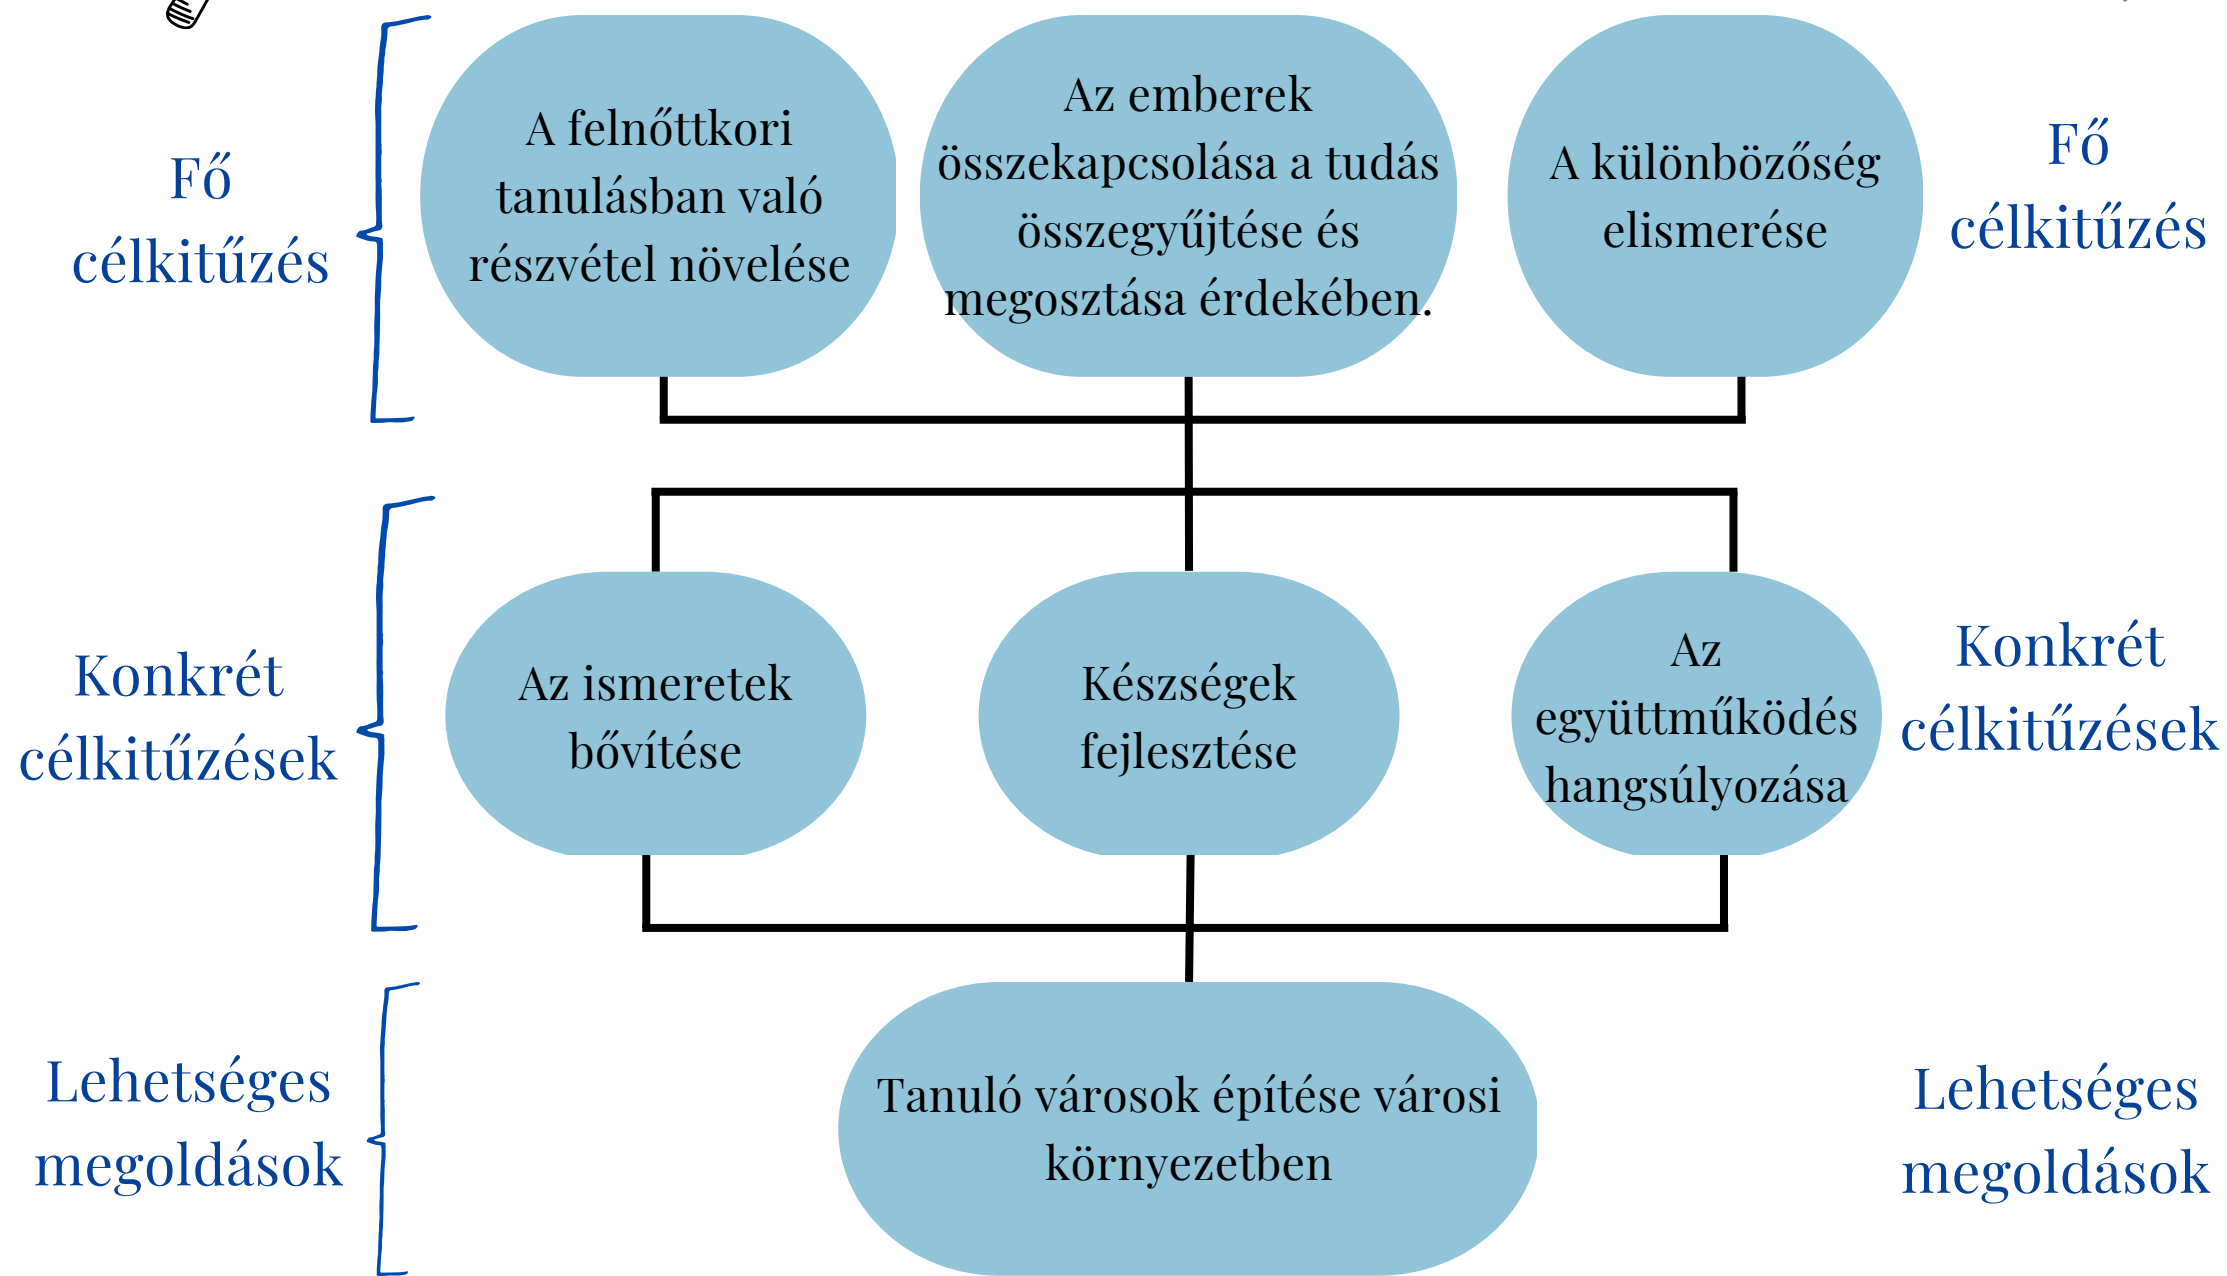 Fő
célkitűzés
A felnőttkori
tanulásban való
részvétel növelése
Az emberek
összekapcsolása a tudás
összegyűjtése és
megosztása érdekében.
A különbözőség
elismerése
Fő
célkitűzés
Konkrét
célkitűzések
Az ismeretek
bővítése
Készségek
fejlesztése
Az
együttműködés
hangsúlyozása
Konkrét
célkitűzések
Lehetséges
megoldások
Tanuló városok építése városi
környezetben
Lehetséges
megoldások